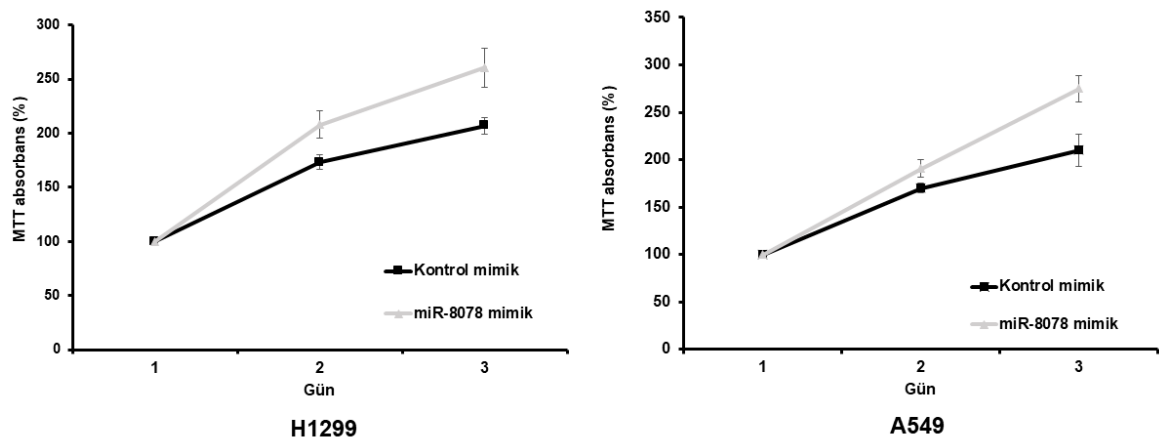 300
250
200
150
100
50
0
MTT absorbans (%)
Kontrol mimik
miR-8078 mimik
1 2 3
Gün
H1299
350
300
250
200
150
100
50
0
MTT absorbans (%)
Kontrol mimik
miR-8078 mimik
1 2 3
Gün
A549